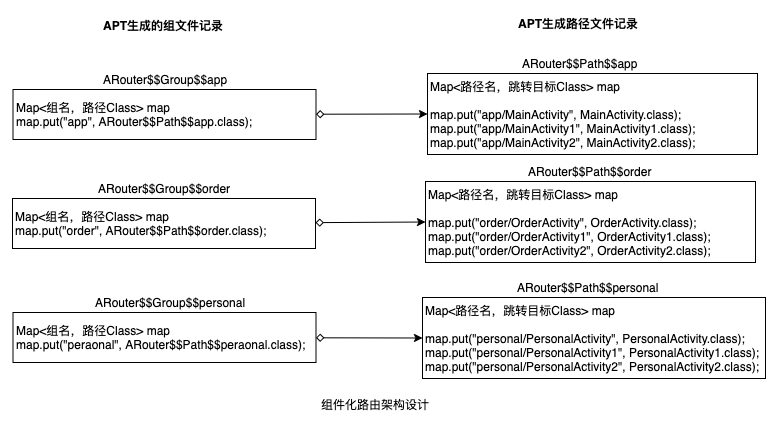 APT生成的组文件记录
APT生成路径文件记录
ARouter$$Group$$app
Map<组名，路径Class> map
map.put("app", ARouter$$Path$$app.class);
ARouter$$Path$$app
Map<路径名，跳转目标Class> map
map.put("app/MainActivity", MainActivity.class);
map.put("app/MainActivity1", MainActivity1.class);
map.put("app/MainActivity2", MainActivity2.class);
ARouter$$Group$$order
Map<组名，路径Class> map
map.put("order", ARouter$$Path$$order.class);
ARouter$$Path$$order
Map<路径名，跳转目标Class> map
map.put("order/OrderActivity", OrderActivity.class);
map.put("order/OrderActivity1", OrderActivity1.class);
map.put("order/OrderActivity2", OrderActivity2.class);
ARouter$$Group$$personal
Map<组名，路径Class> map
map.put("peraonal", ARouter$$Path$$peraonal.class);
ARouter$$Path$$personal
Map<路径名，跳转目标Class> map
map.put("personal/PersonalActivity", PersonalActivity.class);
map.put("personal/PersonalActivity1", PersonalActivity1.class);
map.put("personal/PersonalActivity2", PersonalActivity2.class);
组件化路由架构设计